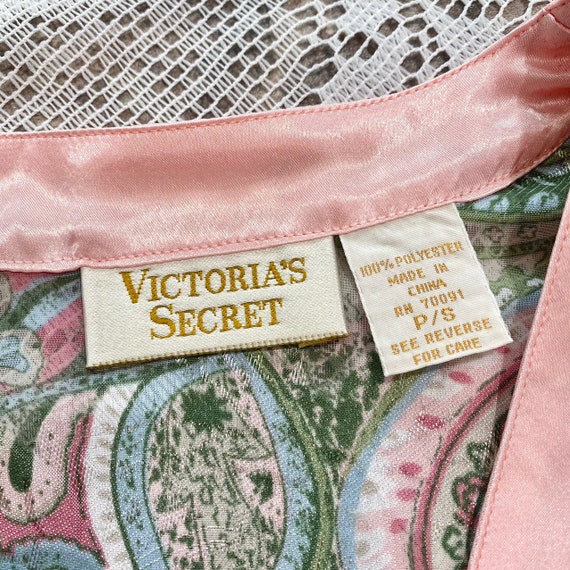 VICTORIA'S
SECRET
100% POLYESTER
MADE IN
CHINA
RN 70091
P/S
SEE REVERSE
FOR CARE